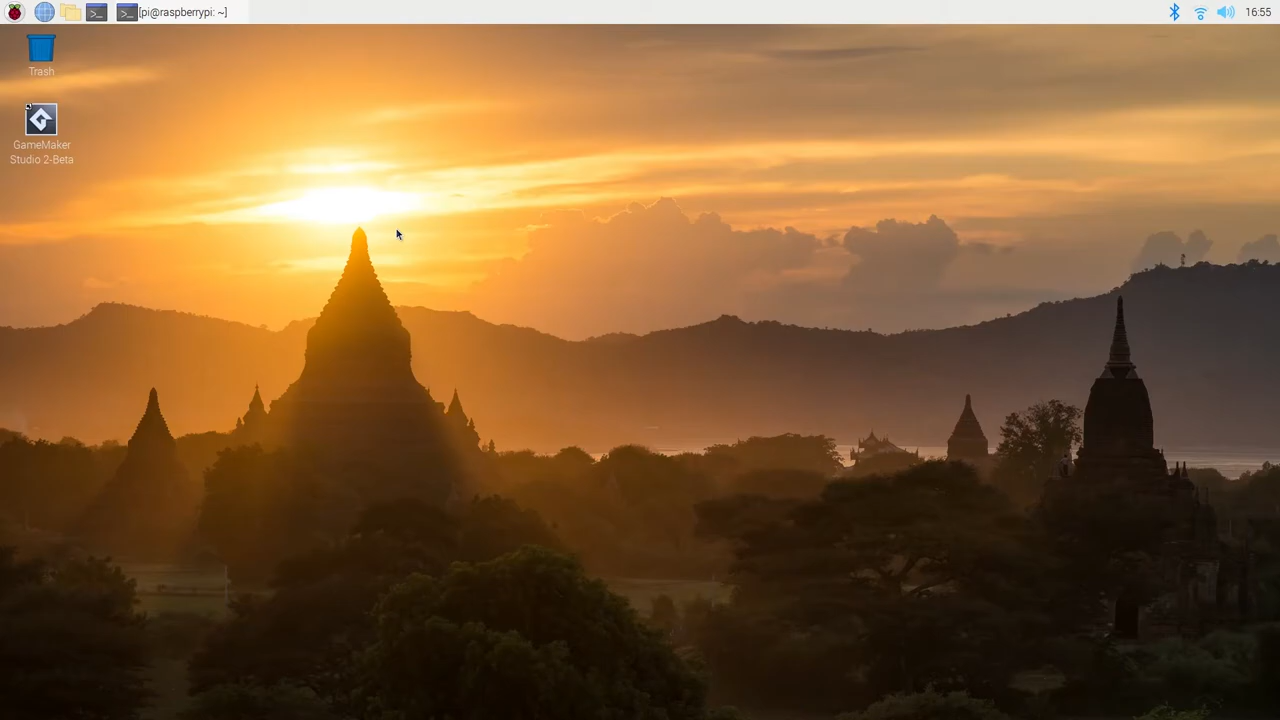 [pi@raspberrypi: ~]
16:55
Trash
GameMaker
Studio 2-Beta